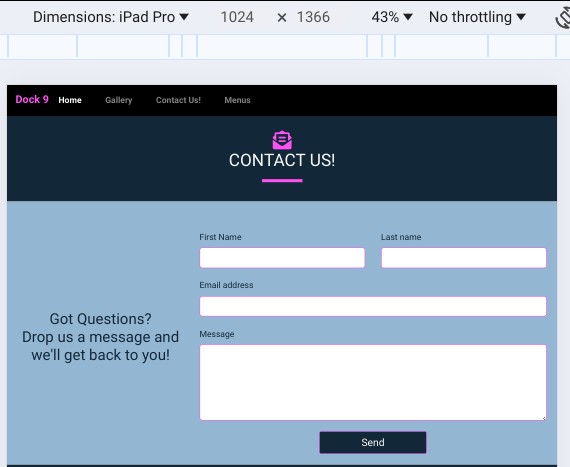 Dimensions: iPad Pro ▼ 1024 × 1366 43% ▼ No throttling ▼
Dock 9 Home Gallery Contact Us! Menus
CONTACT US!
First Name Last name
Email address
Got Questions?
Drop us a message and
we'll get back to you!
Message
Send